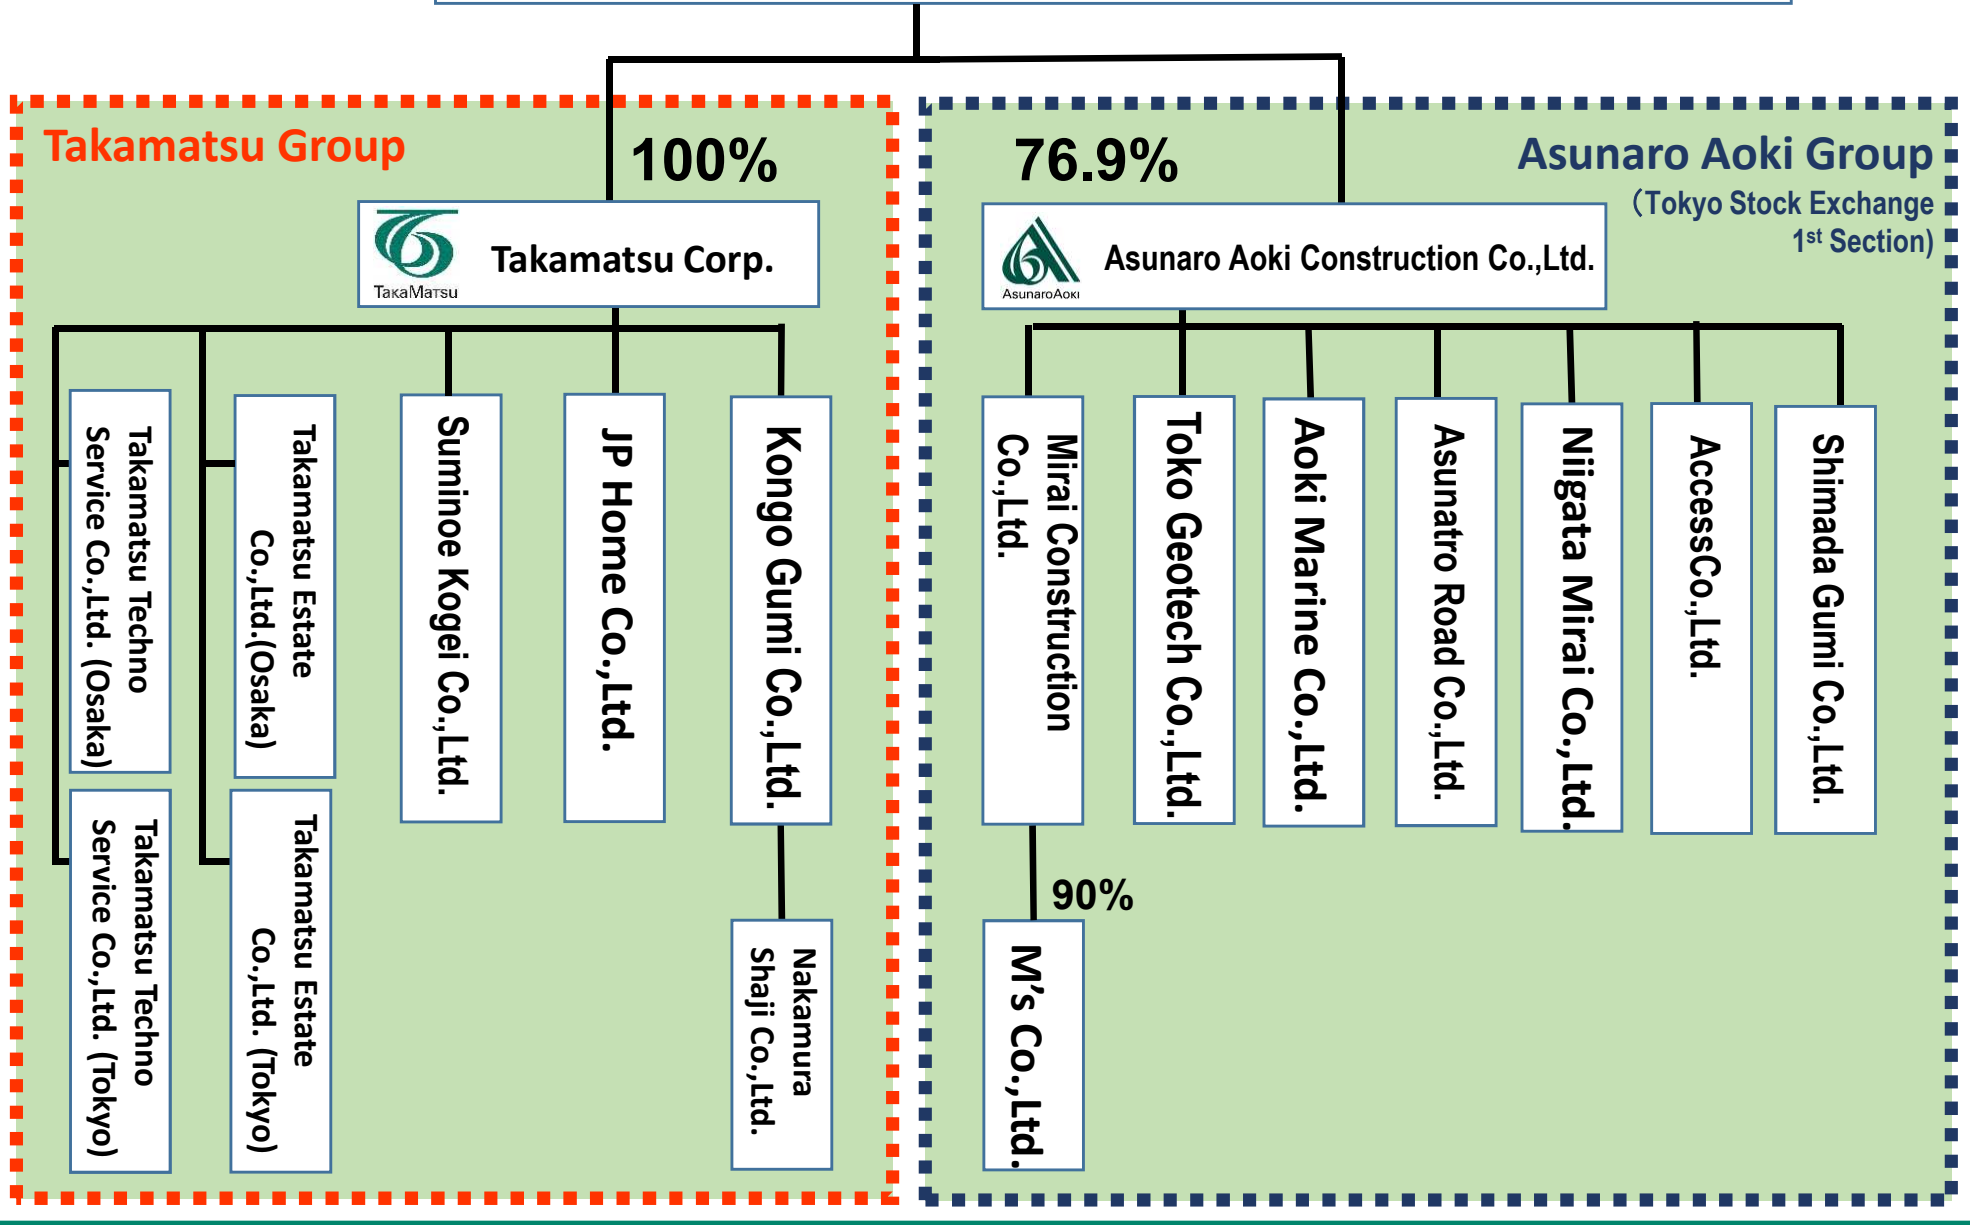 Takamatsu Group
100%
76.9%
Asunaro Aoki Group
（Tokyo Stock Exchange
1st Section)
TakaMatsu
Takamatsu Corp.
AsunaroAoki
Asunaro Aoki Construction Co.,Ltd.
Takamatsu Techno
Service Co.,Ltd. (Osaka)
Takamatsu Estate
Co.,Ltd.(Osaka)
Suminoe Kogei Co.,Ltd.
JP Home Co.,Ltd.
Kongo Gumi Co.,Ltd.
Mirai Construction
Co.,Ltd.
Toko Geotech Co.,Ltd.
Aoki Marine Co.,Ltd.
Asunatro Road Co.,Ltd.
Niigata Mirai Co.,Ltd.
AccessCo.,Ltd.
Shimada Gumi Co.,Ltd.
Takamatsu Techno
Service Co.,Ltd. (Tokyo)
Takamatsu Estate
Co.,Ltd. (Tokyo)
Nakamura
Shaji Co.,Ltd.
90%
M’s Co.,Ltd.